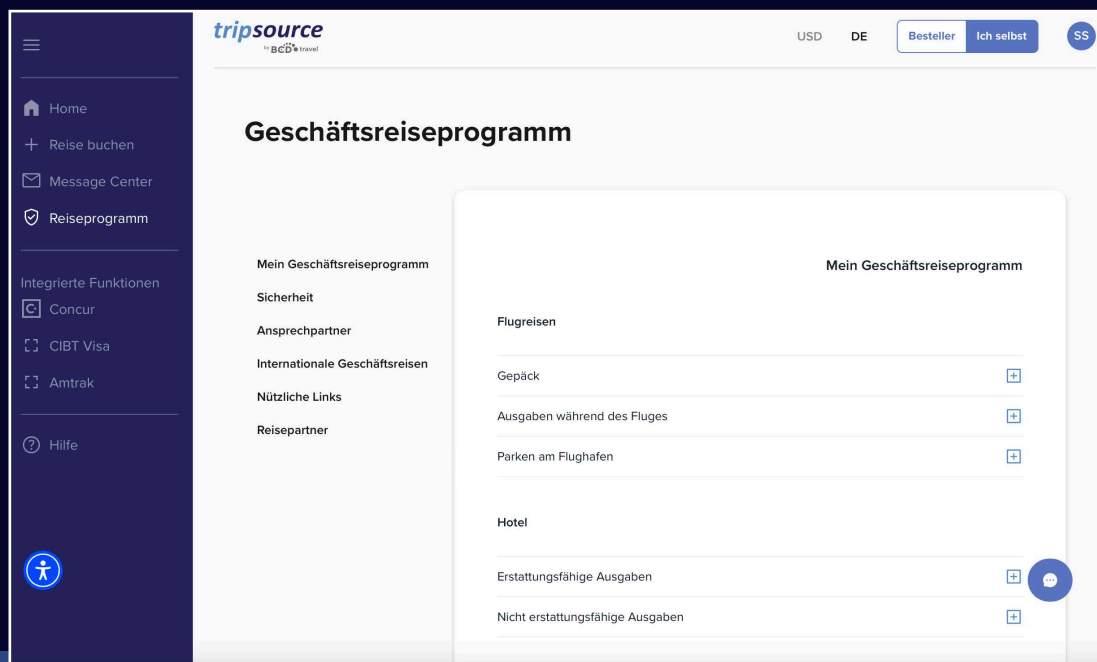 tripsource
by BCD travel
USD
DE
Besteller
Ich selbst
SS
Home
Reise buchen
Message Center
Reiseprogramm
Integrierte Funktionen
Concur
CIBT Visa
Amtrak
Hilfe
Geschäftsreiseprogramm
Mein Geschäftsreiseprogramm
Sicherheit
Ansprechpartner
Internationale Geschäftsreisen
Nützliche Links
Reisepartner
Mein Geschäftsreiseprogramm
Flugreisen
Gepäck
Ausgaben während des Fluges
Parken am Flughafen
Hotel
Erstattungsfähige Ausgaben
Nicht erstattungsfähige Ausgaben